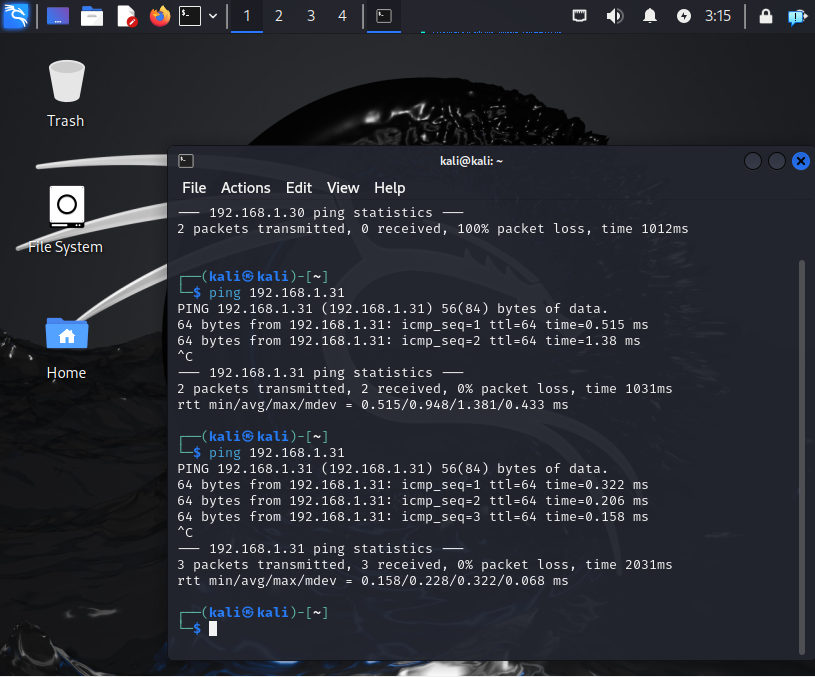 1 2 3 4 3:15
Trash
File System
Home
kali@kali: ~
File Actions Edit View Help
—— 192.168.1.30 ping statistics ——
2 packets transmitted, 0 received, 100% packet loss, time 1012ms
┌──(kali㉿kali)-[~]
└─$ ping 192.168.1.31
PING 192.168.1.31 (192.168.1.31) 56(84) bytes of data.
64 bytes from 192.168.1.31: icmp_seq=1 ttl=64 time=0.515 ms
64 bytes from 192.168.1.31: icmp_seq=2 ttl=64 time=1.38 ms
^C
—— 192.168.1.31 ping statistics ——
2 packets transmitted, 2 received, 0% packet loss, time 1031ms
rtt min/avg/max/mdev = 0.515/0.948/1.381/0.433 ms
┌──(kali㉿kali)-[~]
└─$ ping 192.168.1.31
PING 192.168.1.31 (192.168.1.31) 56(84) bytes of data.
64 bytes from 192.168.1.31: icmp_seq=1 ttl=64 time=0.322 ms
64 bytes from 192.168.1.31: icmp_seq=2 ttl=64 time=0.206 ms
64 bytes from 192.168.1.31: icmp_seq=3 ttl=64 time=0.158 ms
^C
—— 192.168.1.31 ping statistics ——
3 packets transmitted, 3 received, 0% packet loss, time 2031ms
rtt min/avg/max/mdev = 0.158/0.228/0.322/0.068 ms
┌──(kali㉿kali)-[~]
└─$